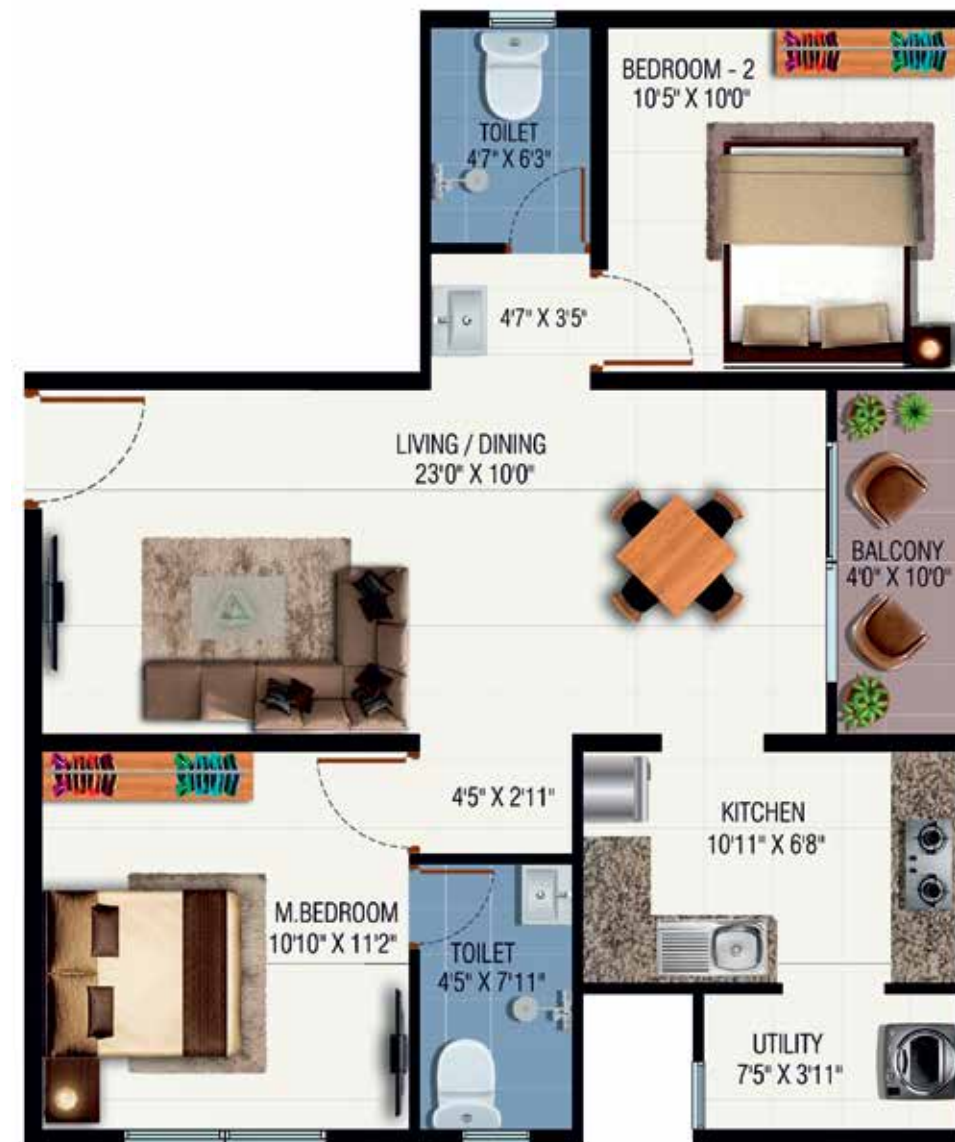 BEDROOM - 2
10'5" X 10'0"
TOILET
4'7" X 6'3"
4'7" X 3'5"
LIVING / DINING
23'0" X 10'0"
BALCONY
4'0" X 10'0"
4'5" X 2'11"
KITCHEN
10'11" X 6'8"
M.BEDROOM
10'10" X 11'2"
TOILET
4'5" X 7'11"
UTILITY
7'5" X 3'11"